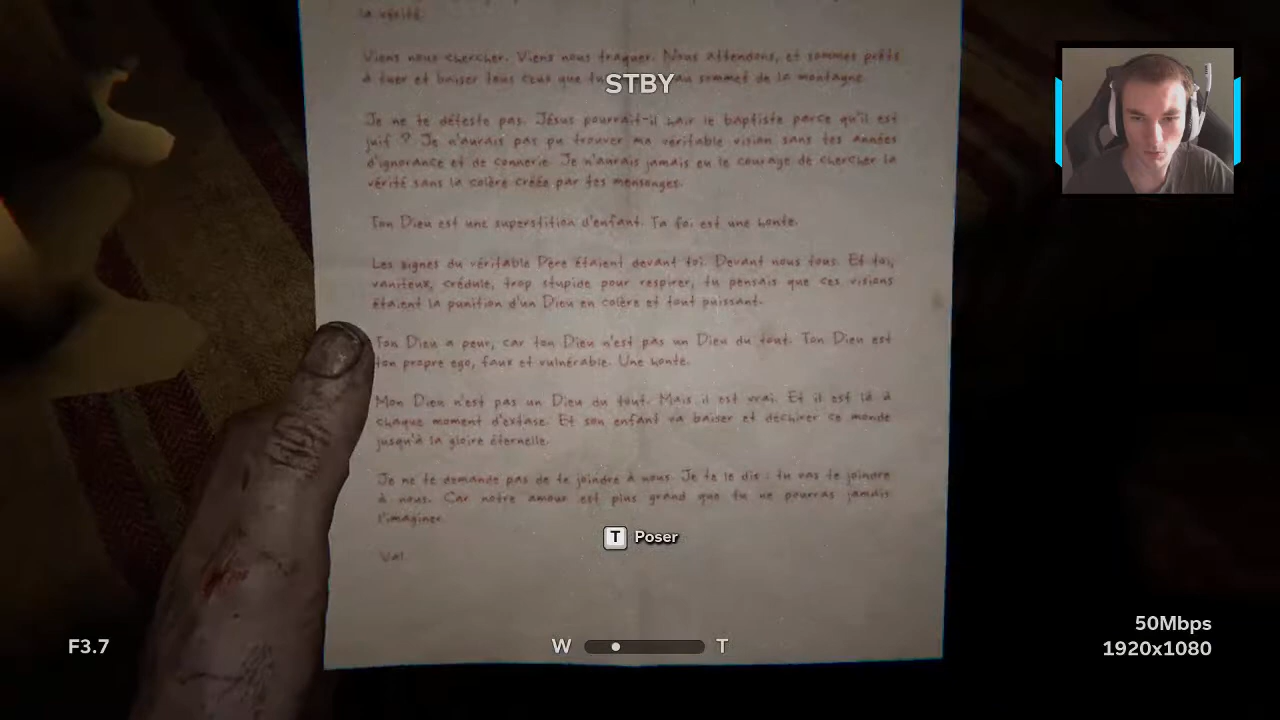 la vérité.
Viens nous chercher. Viens nous traquer. Nous attendons, et sommes prêts
à tuer et baiser tous ceux que tu au sommet de la montagne.
STBY
Je ne te déteste pas. Jésus pourrait-il hair le baptiste parce qu'il est
juif ? Je n'aurais pas pu trouver ma véritable vision sans tes années
d'ignorance et de connerie. Je n'aurais jamais eu le courage de chercher la
vérité sans la colère créée par tes mensonges.
Ton Dieu est une superstition d'enfant. Ta foi est une honte.
Les signes du véritable Père étaient devant toi. Devant nous tous. Et toi,
vaniteux, crédule, trop stupide pour respirer, tu pensais que ces visions
étaient la punition d'un Dieu en colère et tout puissant.
Ton Dieu a peur, car ton Dieu n'est pas un Dieu du tout. Ton Dieu est
ton propre ego, faux et vulnérable. Une honte.
Mon Dieu n'est pas un Dieu du tout. Mais il est vrai. Et il est là à
chaque moment d'extase. Et son enfant va baiser et déchirer ce monde
jusqu'à la gloire éternelle.
Je ne te demande pas de te joindre à nous. Je te le dis : tu vas te joindre
à nous. Car notre amour est plus grand que tu ne pourras jamais
l'imaginer.
Val
T Poser
F3.7
W T
50Mbps
1920x1080